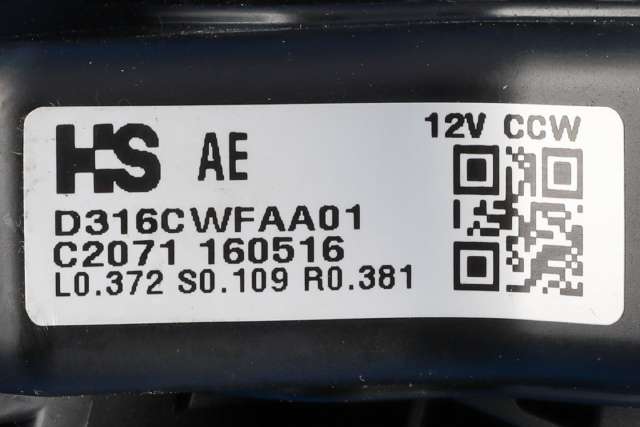 HS AE
12V CCW
D316CWFAA01
C2071 160516
L0.372 S0.109 R0.381